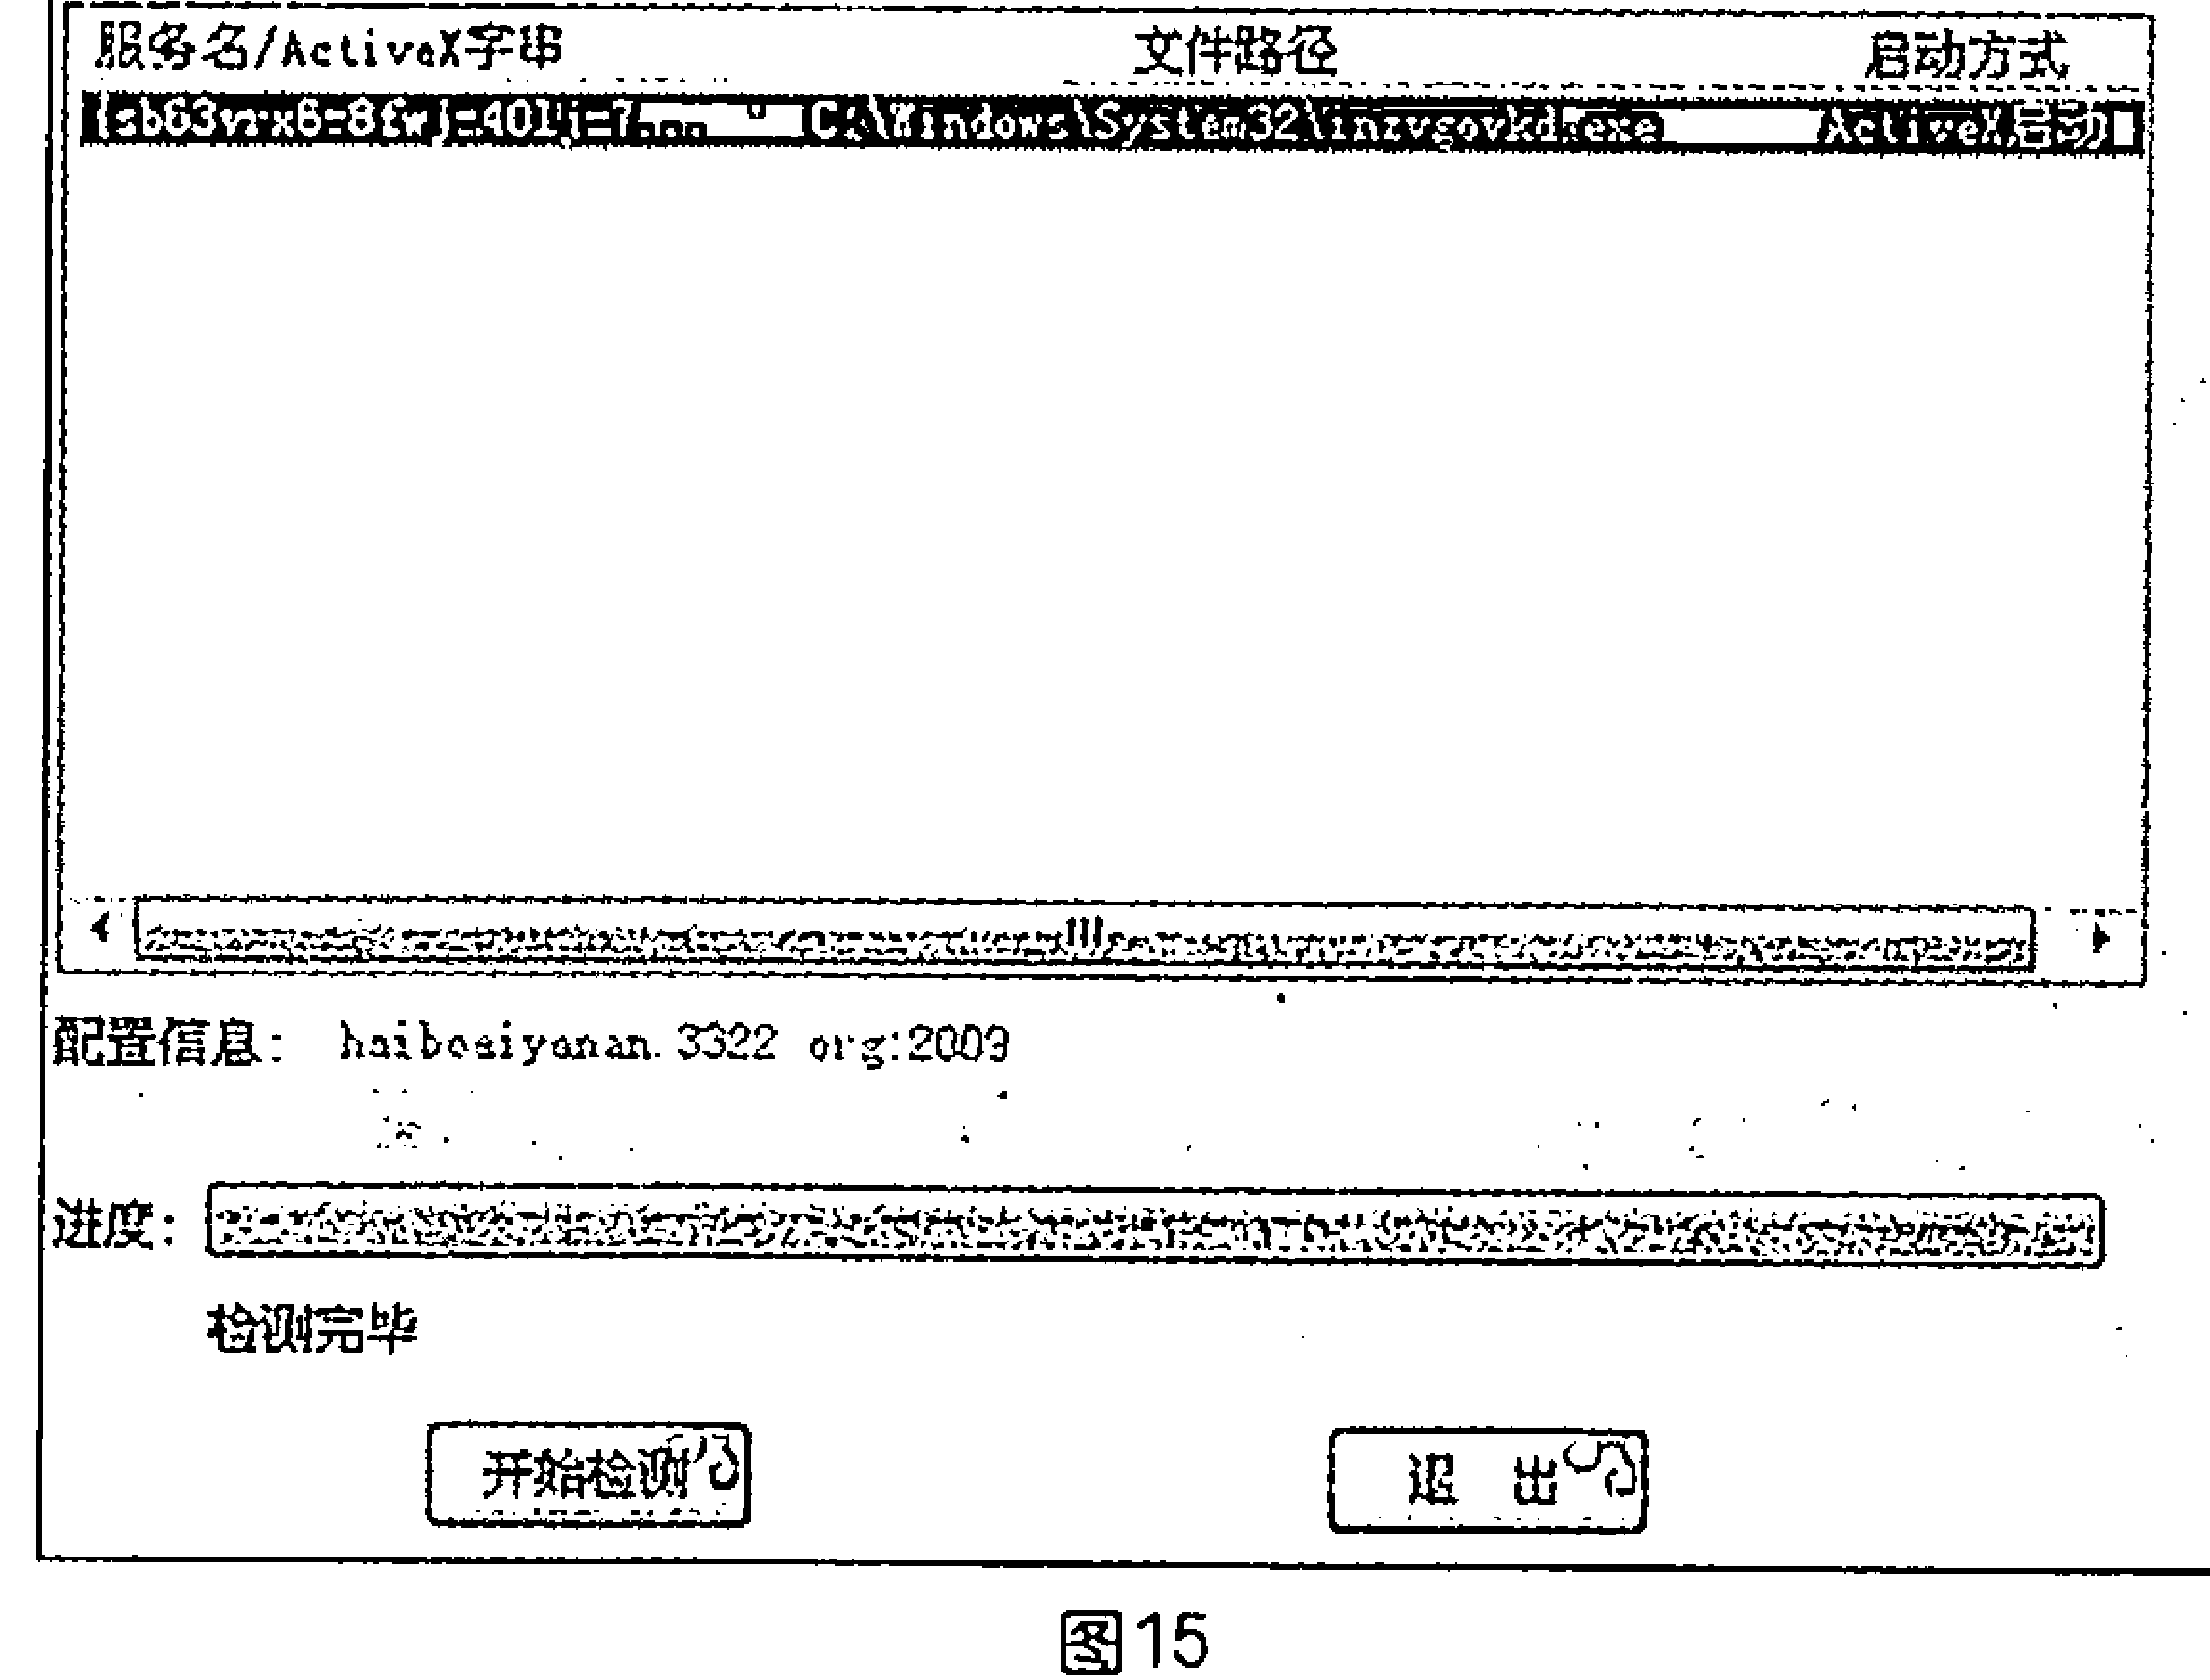 服务名/ActiveX字串 文件路径 启动方式
C:\Windows\System32\inzvgovkd.exe ActiveX启动
配置信息: haibosiyanan.3322 org:2009
进度:
检测完毕
开始检测 退 出
图15